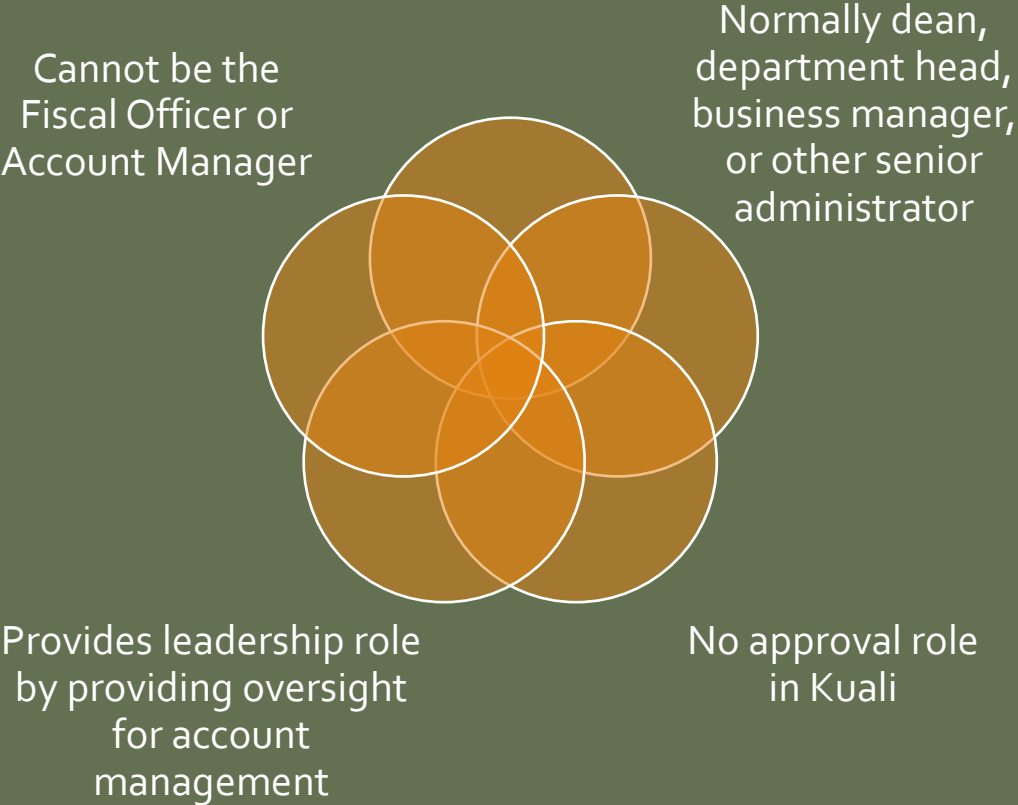 Cannot be the
Fiscal Officer or
Account Manager
Normally dean,
department head,
business manager,
or other senior
administrator
Provides leadership role
by providing oversight
for account
management
No approval role
in Kuali